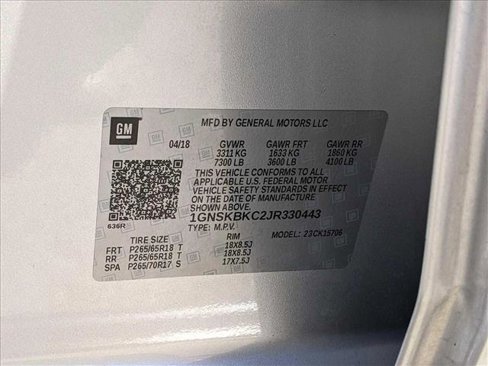 GM
MFD BY GENERAL MOTORS LLC
04/18 GVWR GAWR FRT GAWR RR
3311 KG 1633 KG 1860 KG
7300 LB 3600 LB 4100 LB
THIS VEHICLE CONFORMS TO ALL
APPLICABLE U.S. FEDERAL MOTOR
VEHICLE SAFETY STANDARDS IN EFFECT
ON THE DATE OF MANUFACTURE
SHOWN ABOVE.
1GNSKBKC2JR330443
636R TYPE: M.P.V. MODEL: 23CK15706
TIRE SIZE RIM
FRT P265/65R18 T 18X8.5J
RR P265/65R18 T 18X8.5J
SPA P265/70R17 S 17X7.5J